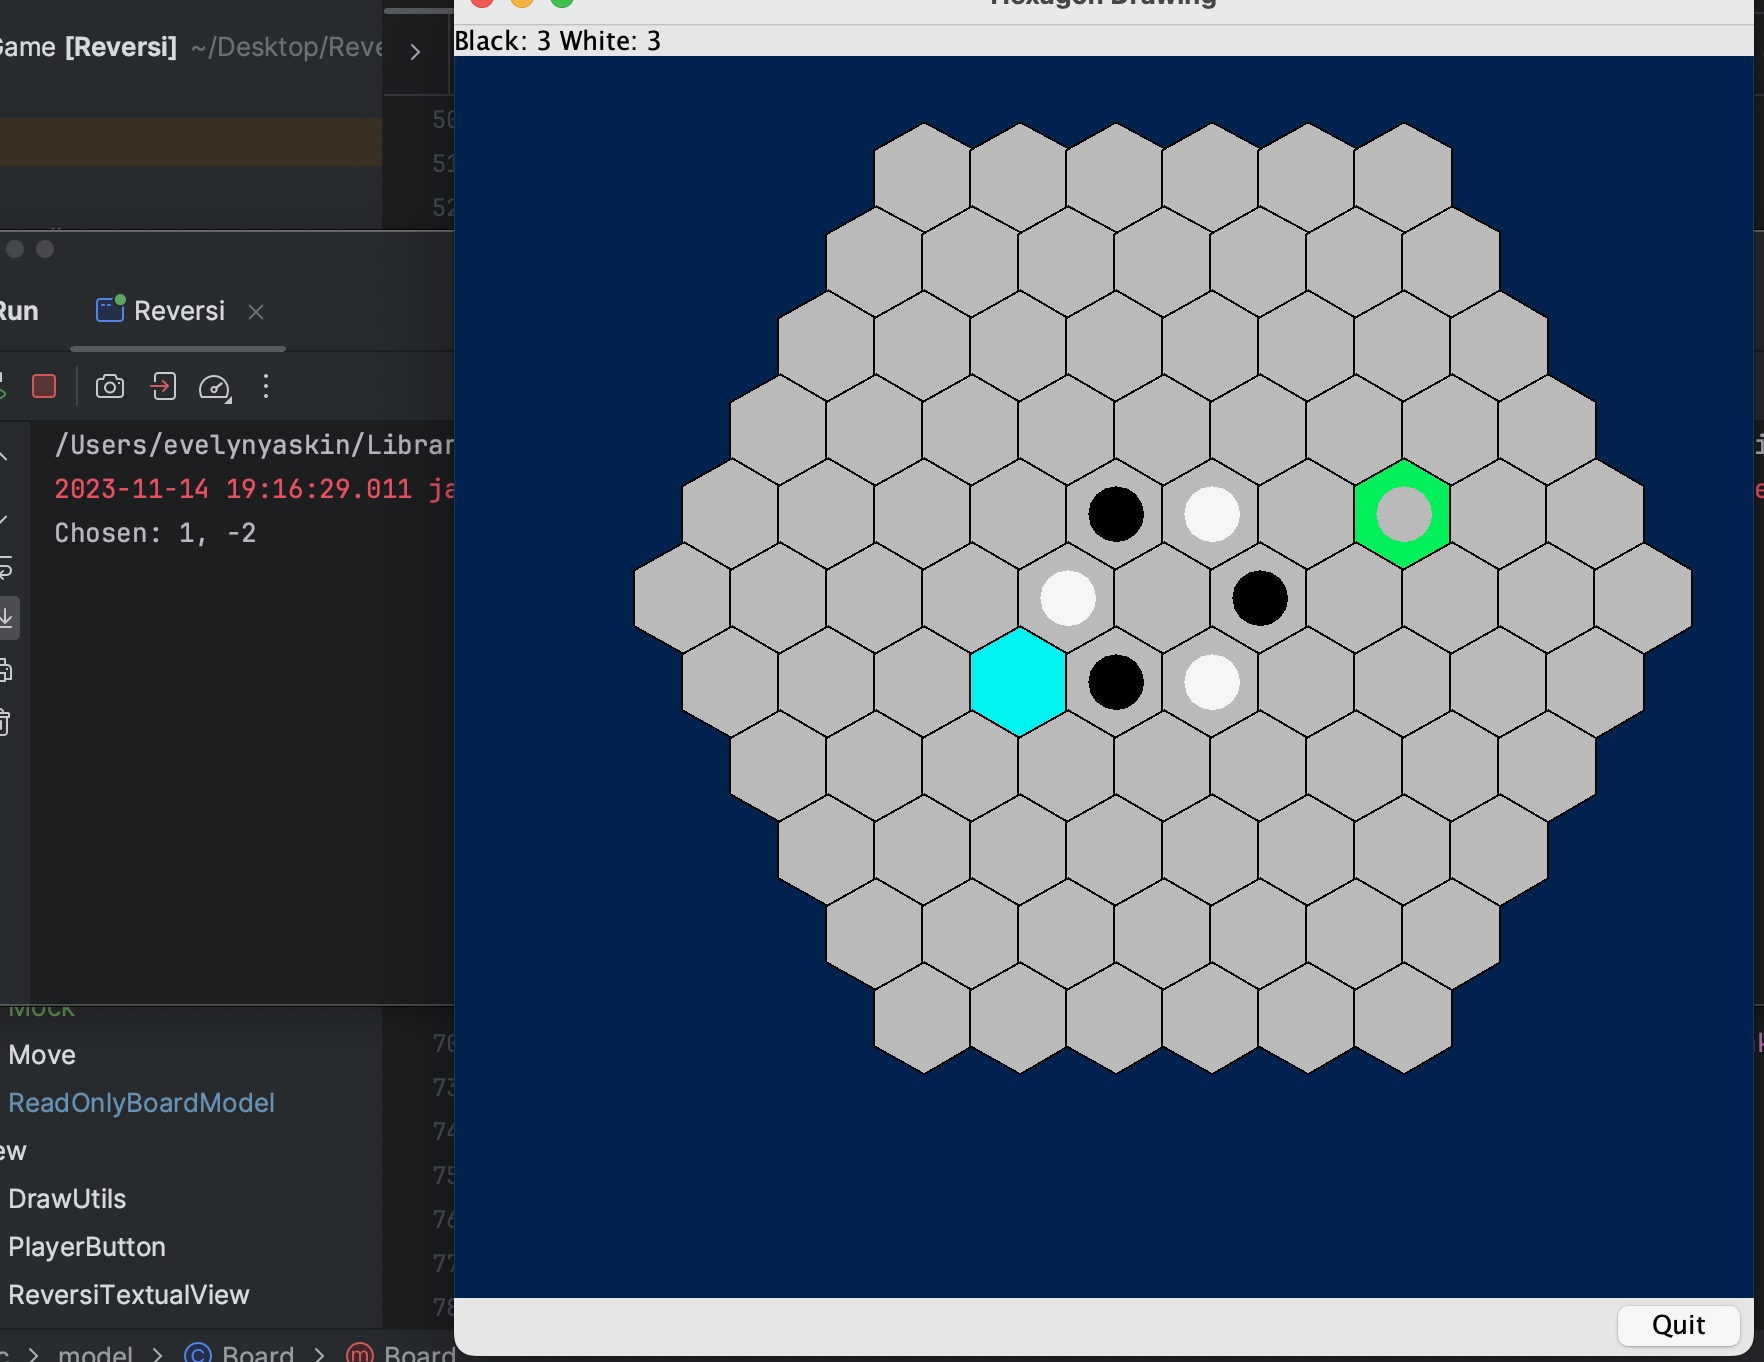 Game [Reversi] ~/Desktop/Reve
Hexagon Drawing
Black: 3 White: 3
50
51
52
Run
Reversi
/Users/evelynyaskin/Librar
2023-11-14 19:16:29.011 ja
Chosen: 1, -2
Mock
Move
ReadOnlyBoardModel
ew
DrawUtils
PlayerButton
ReversiTextualView
70
73
74
75
76
77
78
Quit
c > model > C Board > m Board